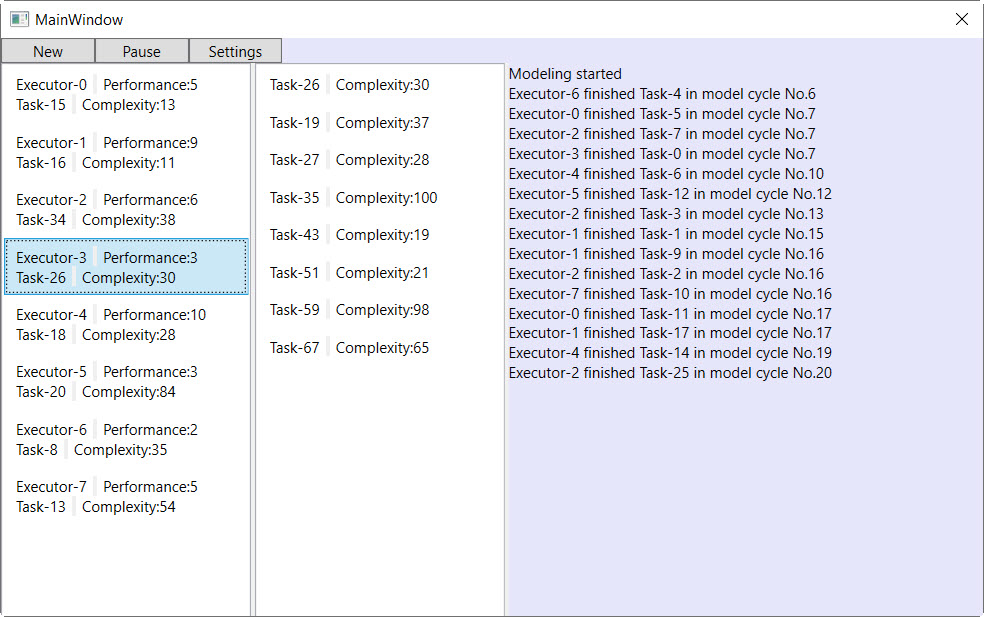 MainWindow
New Pause Settings
Executor-0 Performance:5
Task-15 Complexity:13
Executor-1 Performance:9
Task-16 Complexity:11
Executor-2 Performance:6
Task-34 Complexity:38
Executor-3 Performance:3
Task-26 Complexity:30
Executor-4 Performance:10
Task-18 Complexity:28
Executor-5 Performance:3
Task-20 Complexity:84
Executor-6 Performance:2
Task-8 Complexity:35
Executor-7 Performance:5
Task-13 Complexity:54
Task-26 Complexity:30
Task-19 Complexity:37
Task-27 Complexity:28
Task-35 Complexity:100
Task-43 Complexity:19
Task-51 Complexity:21
Task-59 Complexity:98
Task-67 Complexity:65
Modeling started
Executor-6 finished Task-4 in model cycle No.6
Executor-0 finished Task-5 in model cycle No.7
Executor-2 finished Task-7 in model cycle No.7
Executor-3 finished Task-0 in model cycle No.7
Executor-4 finished Task-6 in model cycle No.10
Executor-5 finished Task-12 in model cycle No.12
Executor-2 finished Task-3 in model cycle No.13
Executor-1 finished Task-1 in model cycle No.15
Executor-1 finished Task-9 in model cycle No.16
Executor-2 finished Task-2 in model cycle No.16
Executor-7 finished Task-10 in model cycle No.16
Executor-0 finished Task-11 in model cycle No.17
Executor-1 finished Task-17 in model cycle No.17
Executor-4 finished Task-14 in model cycle No.19
Executor-2 finished Task-25 in model cycle No.20